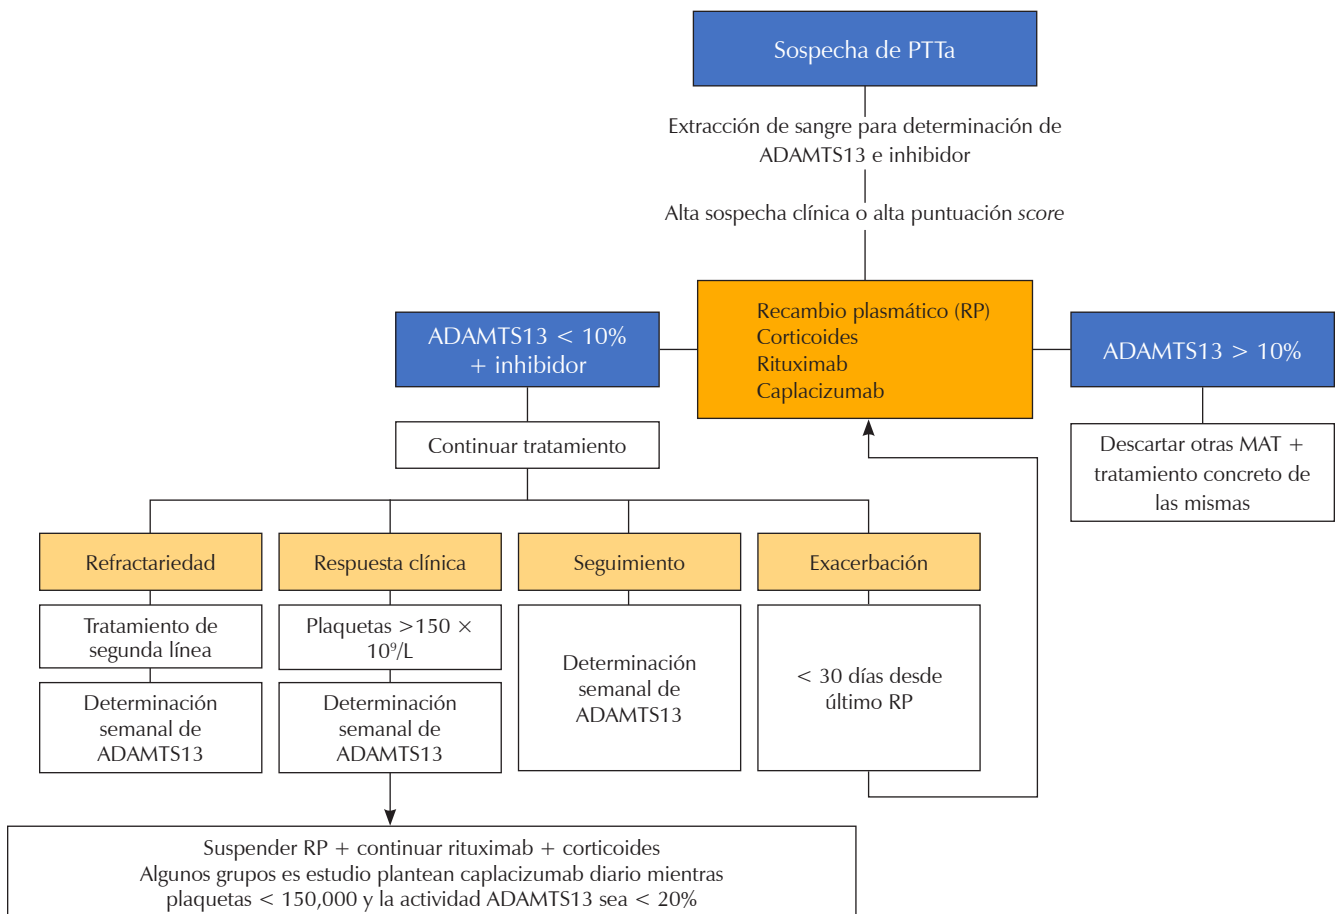 Sospecha de PTTa
Extracción de sangre para determinación de
ADAMTS13 e inhibidor
Alta sospecha clínica o alta puntuación score
Recambio plasmático (RP)
Corticoides
Rituximab
Caplacizumab
ADAMTS13 < 10%
+ inhibidor
ADAMTS13 > 10%
Continuar tratamiento
Descartar otras MAT +
tratamiento concreto de
las mismas
Refractariedad
Tratamiento de
segunda línea
Determinación
semanal de
ADAMTS13
Respuesta clínica
Plaquetas >150 ×
10⁹/L
Determinación
semanal de
ADAMTS13
Seguimiento
Determinación
semanal de
ADAMTS13
Exacerbación
< 30 días desde
último RP
Suspender RP + continuar rituximab + corticoides
Algunos grupos es estudio plantean caplacizumab diario mientras
plaquetas < 150,000 y la actividad ADAMTS13 sea < 20%